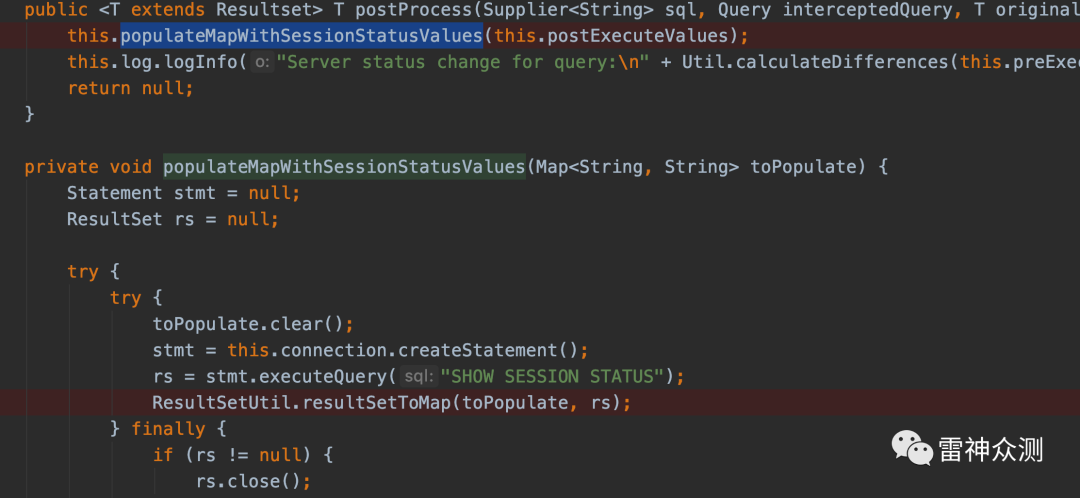 public <T extends Resultset> T postProcess(Supplier<String> sql, Query interceptedQuery, T original
this.populateMapWithSessionStatusValues(this.postExecuteValues);
this.log.logInfo( o: "Server status change for query:\n" + Util.calculateDifferences(this.preExe
return null;
}
private void populateMapWithSessionStatusValues(Map<String, String> toPopulate) {
Statement stmt = null;
ResultSet rs = null;
try {
try {
toPopulate.clear();
stmt = this.connection.createStatement();
rs = stmt.executeQuery( sql: "SHOW SESSION STATUS");
ResultSetUtil.resultSetToMap(toPopulate, rs);
} finally {
if (rs != null) {
rs.close();
雷神众测